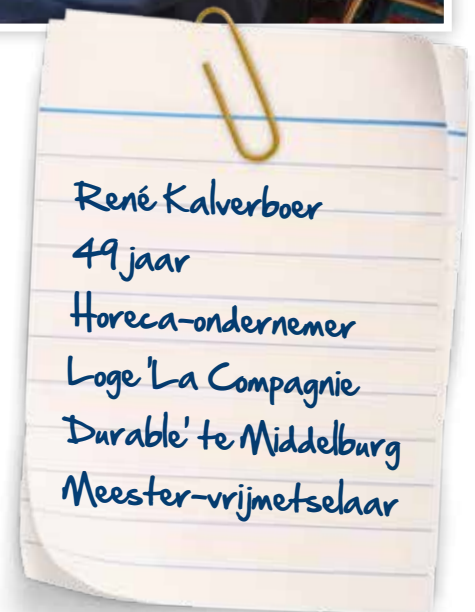 René Kalverboer
49 jaar
Horeca-ondernemer
Loge 'La Compagnie
Durable' te Middelburg
Meester-vrijmetselaar